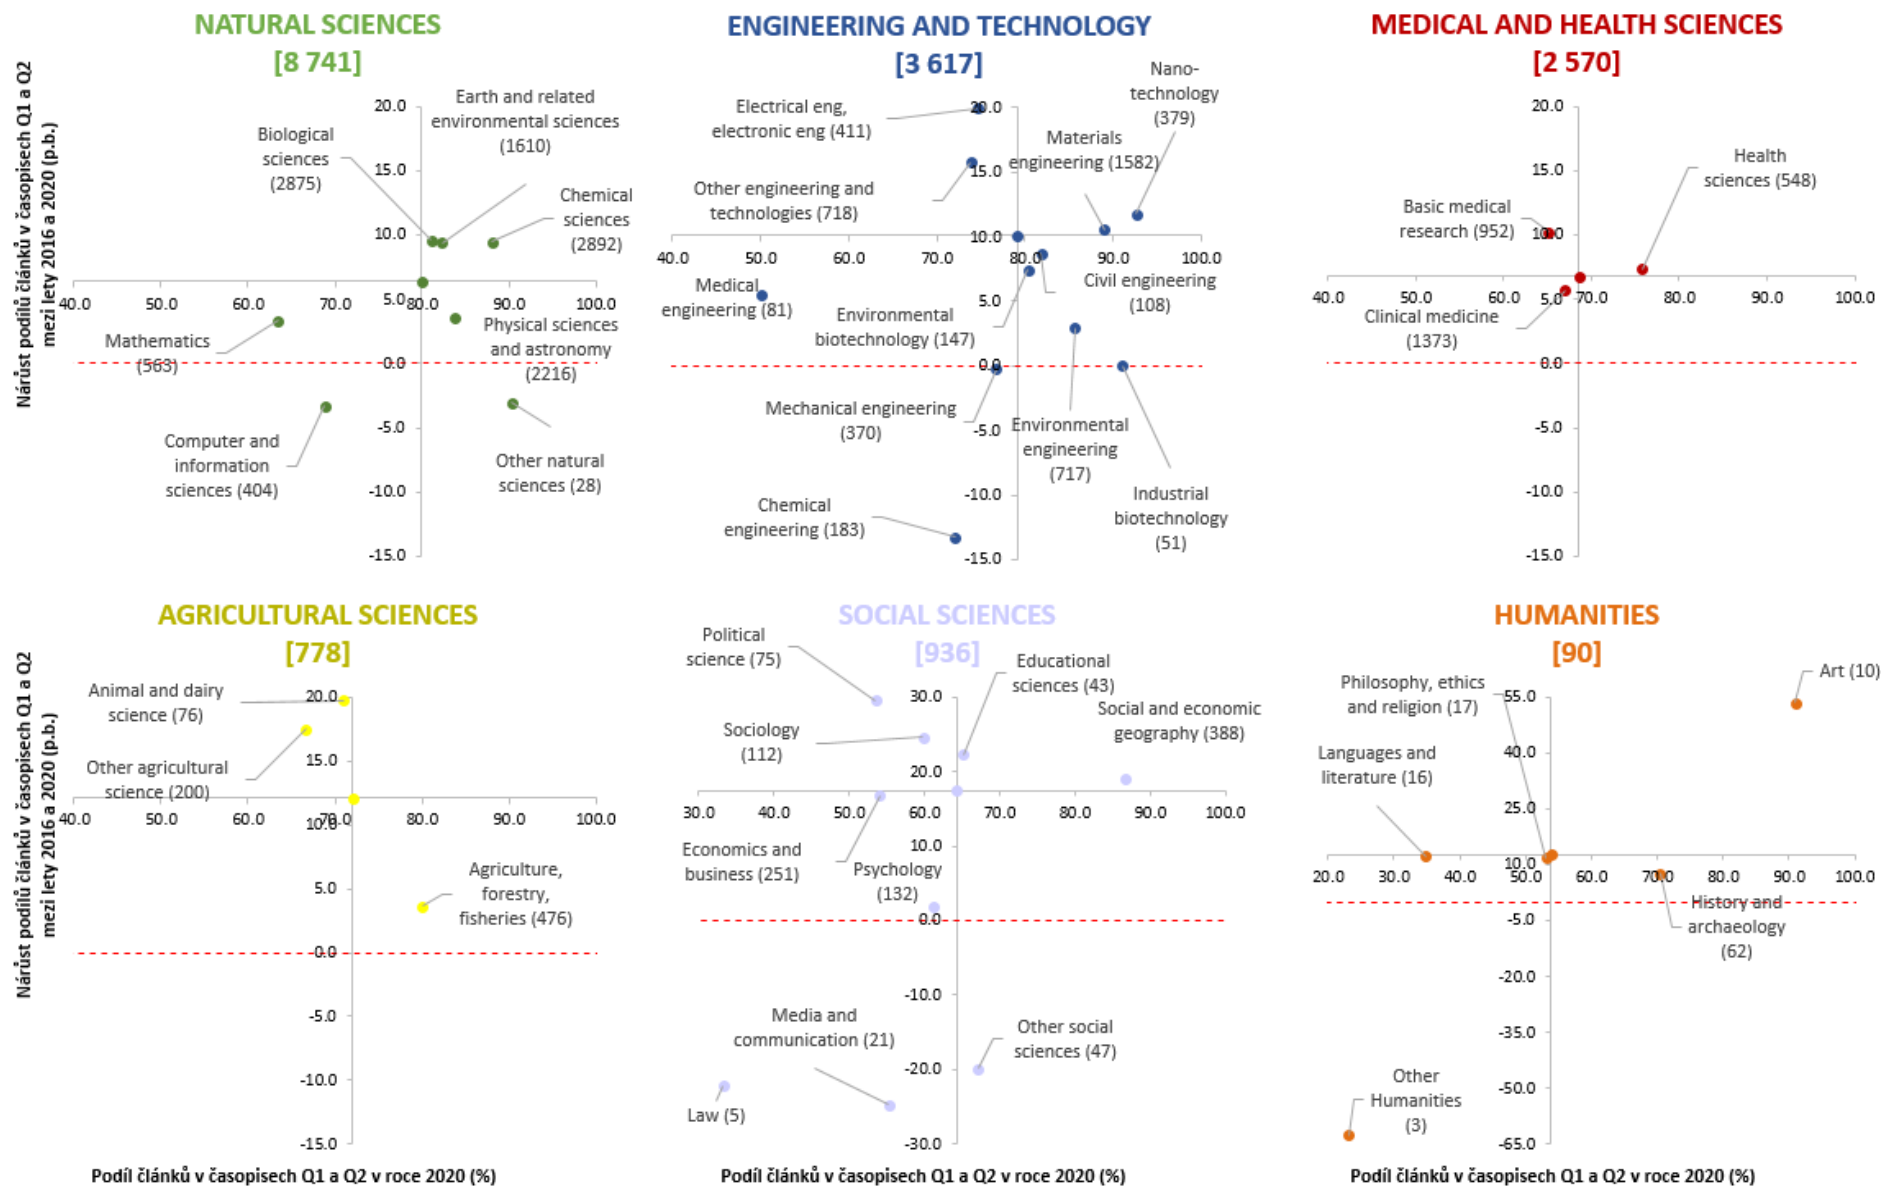 NATURAL SCIENCES
[8 741]
Nárůst podílů článků v časopisech Q1 a Q2
mezi lety 2016 a 2020 (p.b.)
20.0
15.0
10.0
5.0
0.0
-5.0
-10.0
-15.0
40.0
50.0
60.0
70.0
80.0
90.0
100.0
Biological
sciences
(2875)
Earth and related
environmental sciences
(1610)
Chemical
sciences
(2892)
Mathematics
(563)
Physical sciences
and astronomy
(2216)
Computer and
information
sciences (404)
Other natural
sciences (28)
ENGINEERING AND TECHNOLOGY
[3 617]
20.0
15.0
10.0
5.0
0.0
-5.0
-10.0
-15.0
40.0
50.0
60.0
70.0
80.0
90.0
100.0
Electrical eng,
electronic eng (411)
Nano-
technology
(379)
Materials
engineering (1582)
Other engineering and
technologies (718)
Medical
engineering (81)
Civil engineering
(108)
Environmental
biotechnology (147)
Mechanical engineering
(370)
Environmental
engineering
(717)
Chemical
engineering (183)
Industrial
biotechnology
(51)
MEDICAL AND HEALTH SCIENCES
[2 570]
20.0
15.0
10.0
5.0
0.0
-5.0
-10.0
-15.0
40.0
50.0
60.0
70.0
80.0
90.0
100.0
Health
sciences (548)
Basic medical
research (952)
Clinical medicine
(1373)
AGRICULTURAL SCIENCES
[778]
Nárůst podílů článků v časopisech Q1 a Q2
mezi lety 2016 a 2020 (p.b.)
20.0
15.0
10.0
5.0
0.0
-5.0
-10.0
-15.0
40.0
50.0
60.0
70.0
80.0
90.0
100.0
Animal and dairy
science (76)
Other agricultural
science (200)
Agriculture,
forestry,
fisheries (476)
Podíl článků v časopisech Q1 a Q2 v roce 2020 (%)
SOCIAL SCIENCES
[936]
30.0
20.0
10.0
0.0
-10.0
-20.0
-30.0
30.0
40.0
50.0
60.0
70.0
80.0
90.0
100.0
Political
science (75)
Educational
sciences (43)
Social and economic
geography (388)
Sociology
(112)
Economics and
business (251)
Psychology
(132)
Media and
communication (21)
Other social
sciences (47)
Law (5)
Podíl článků v časopisech Q1 a Q2 v roce 2020 (%)
HUMANITIES
[90]
55.0
40.0
25.0
10.0
-5.0
-20.0
-35.0
-50.0
-65.0
20.0
30.0
40.0
50.0
60.0
70.0
80.0
90.0
100.0
Art (10)
Philosophy, ethics
and religion (17)
Languages and
literature (16)
History and
archaeology
(62)
Other
Humanities
(3)
Podíl článků v časopisech Q1 a Q2 v roce 2020 (%)